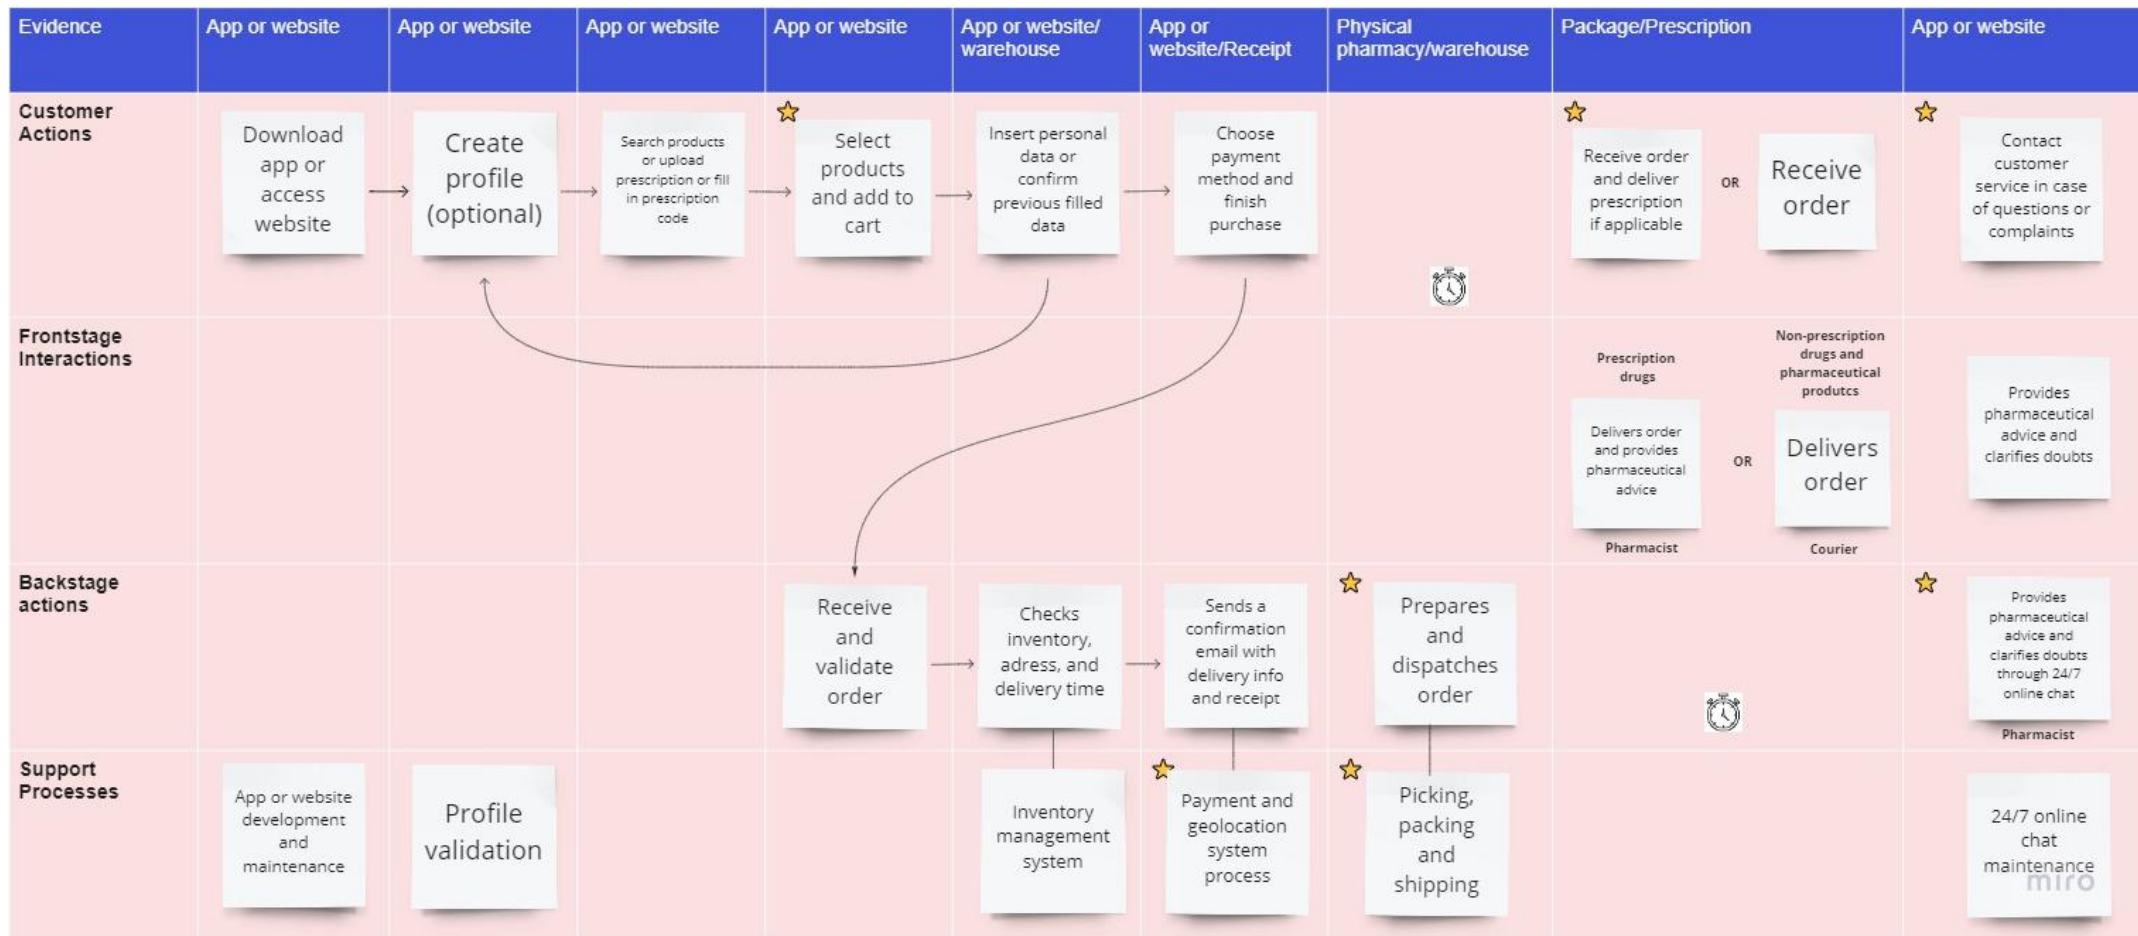 Evidence
App or website
App or website
App or website
App or website
App or website/
warehouse
App or
website/Receipt
Physical
pharmacy/warehouse
Package/Prescription
App or website
Customer
Actions
Download
app or
access
website
Create
profile
(optional)
Search products
or upload
prescription or fill
in prescription
code
Select
products
and add to
cart
Insert personal
data or
confirm
previous filled
data
Choose
payment
method and
finish
purchase
Receive order
and deliver
prescription
if applicable
OR
Receive
order
Contact
customer
service in case
of questions or
complaints
Frontstage
Interactions
Prescription
drugs
Delivers order
and provides
pharmaceutical
advice
Pharmacist
OR
Non-prescription
drugs and
pharmaceutical
produtcs
Delivers
order
Courier
Provides
pharmaceutical
advice and
clarifies doubts
Backstage
actions
Receive
and
validate
order
Checks
inventory,
adress, and
delivery time
Sends a
confirmation
email with
delivery info
and receipt
Prepares
and
dispatches
order
Provides
pharmaceutical
advice and
clarifies doubts
through 24/7
online chat
Pharmacist
Support
Processes
App or website
development
and
maintenance
Profile
validation
Inventory
management
system
Payment and
geolocation
system
process
Picking,
packing
and
shipping
24/7 online
chat
maintenance
miro